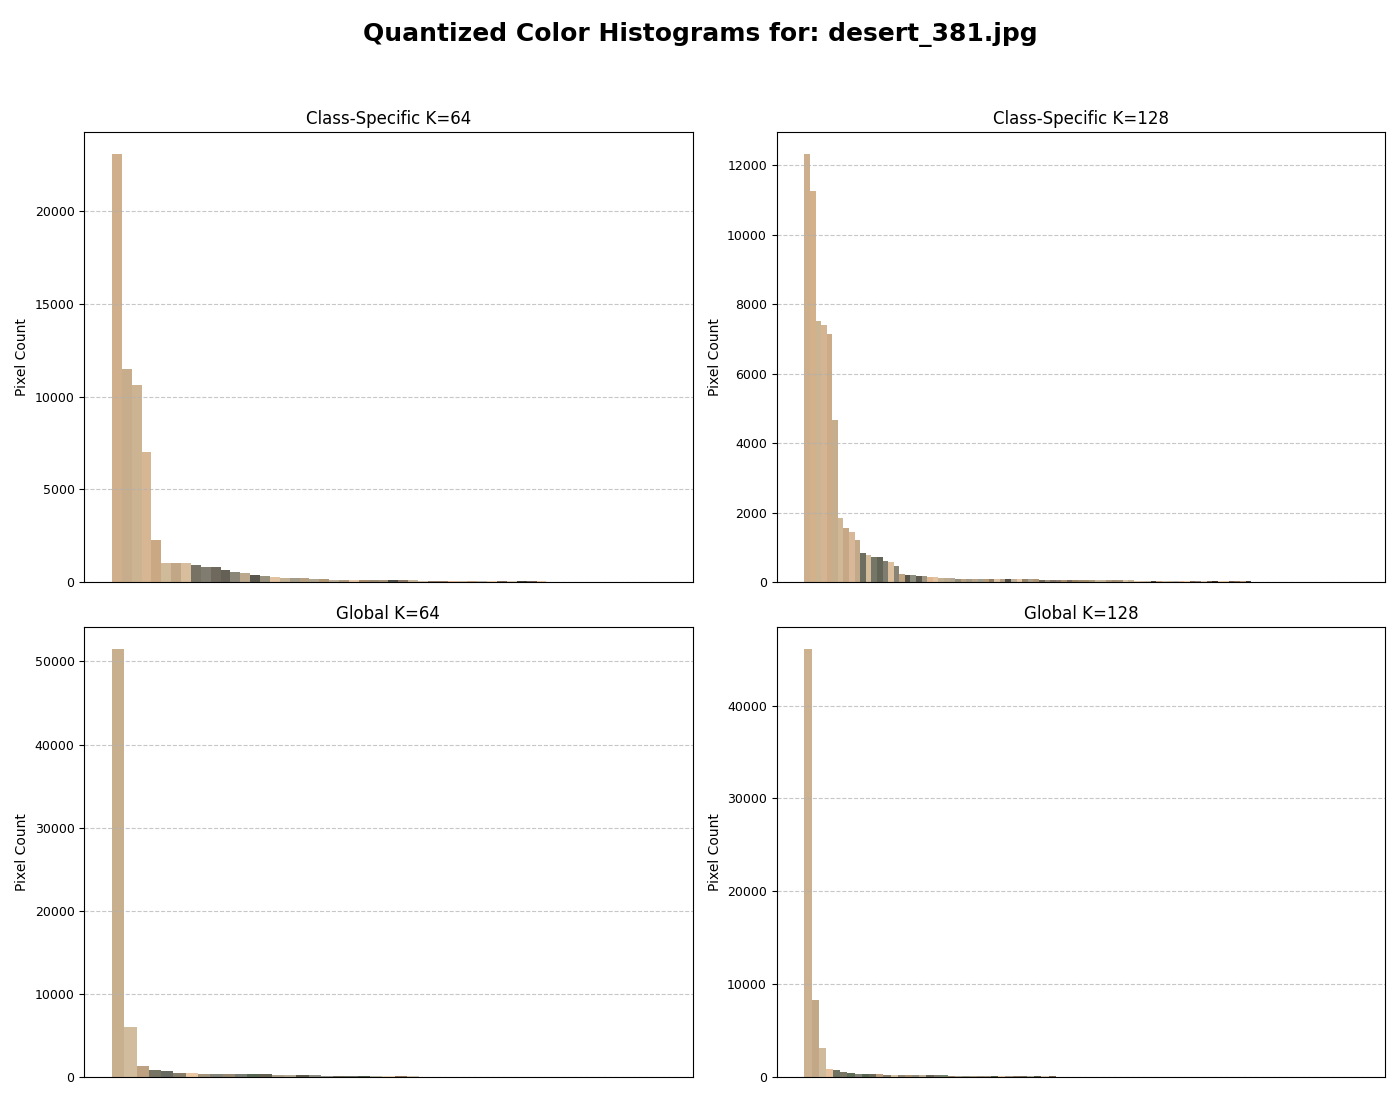 Quantized Color Histograms for: desert_381.jpg
Class-Specific K=64
Pixel Count
20000
15000
10000
5000
0
Class-Specific K=128
Pixel Count
12000
10000
8000
6000
4000
2000
0
Global K=64
Pixel Count
50000
40000
30000
20000
10000
0
Global K=128
Pixel Count
40000
30000
20000
10000
0